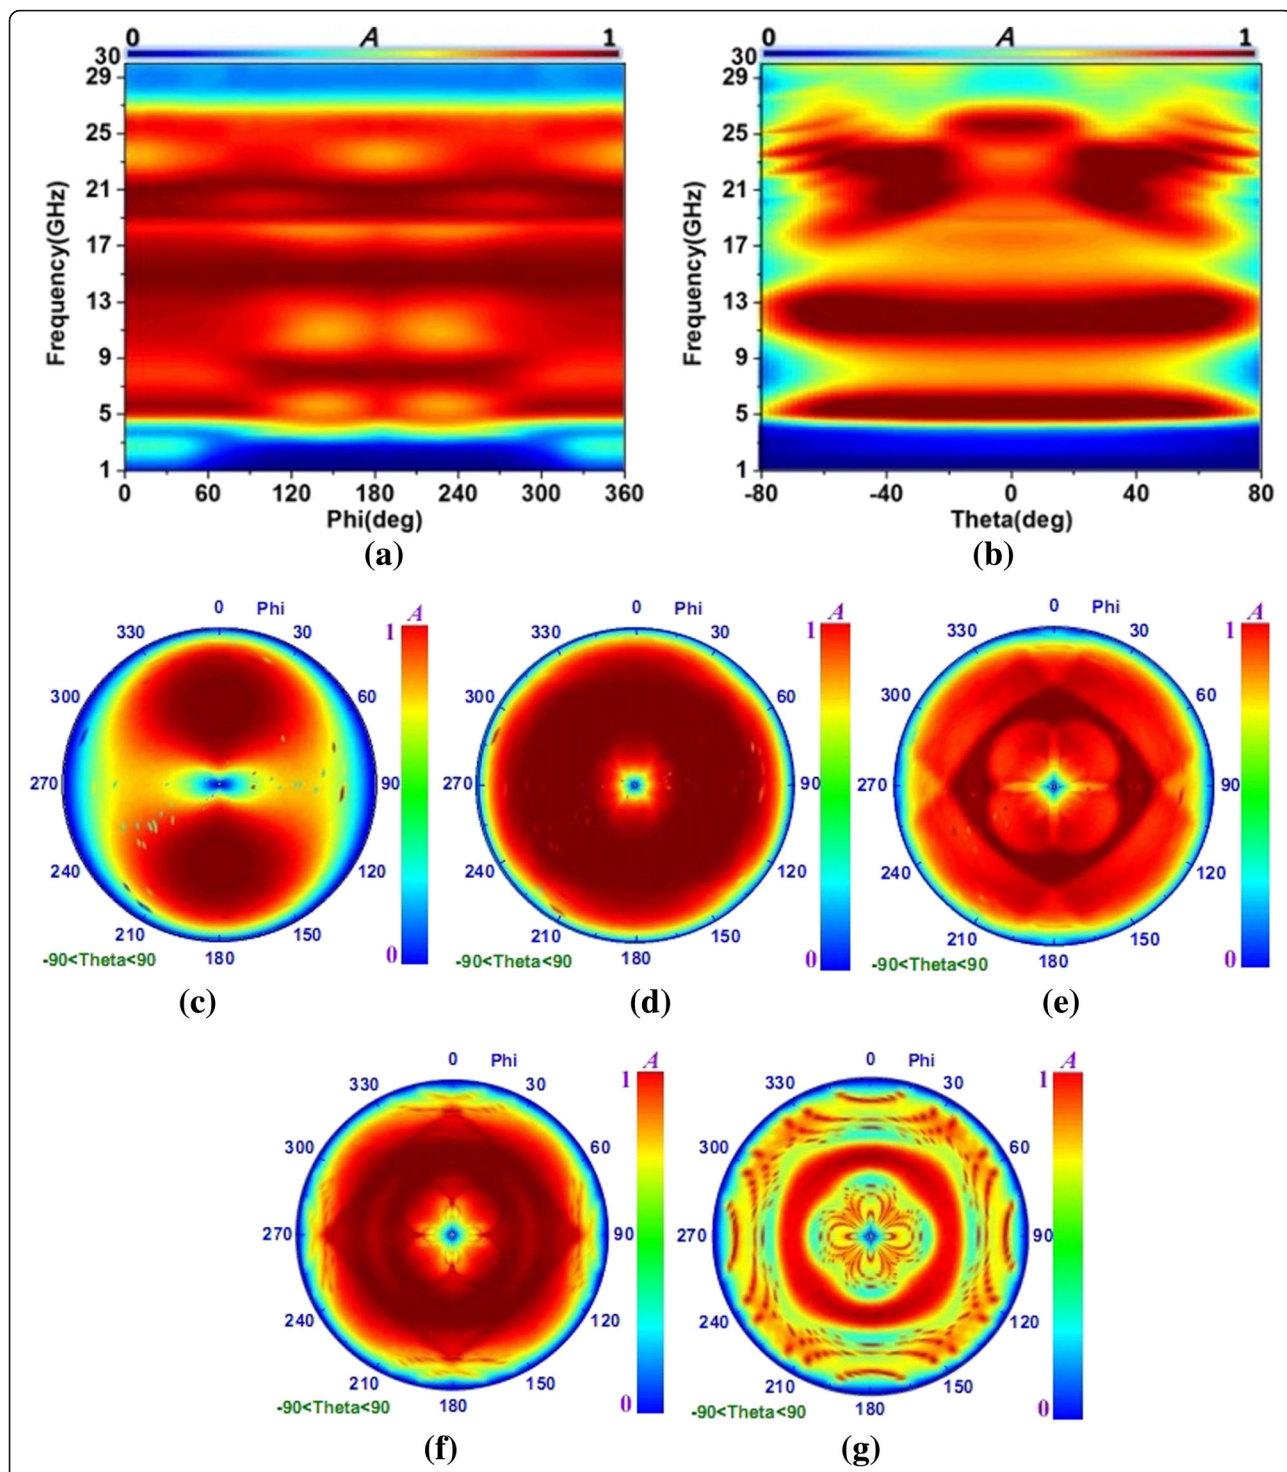 0 A 1
30
29
25
21
17
13
9
5
1
Frequency(GHz)
0 60 120 180 240 300 360
Phi(deg)
(a)
0 A 1
30
29
25
21
17
13
9
5
1
Frequency(GHz)
-80 -40 0 40 80
Theta(deg)
(b)
0 Phi
330 30
300 60
270 90
240 120
210 150
180
-90<Theta<90
A
1
0
(c)
0 Phi
330 30
300 60
270 90
240 120
210 150
180
-90<Theta<90
A
1
0
(d)
0 Phi
330 30
300 60
270 90
240 120
210 150
180
-90<Theta<90
A
1
0
(e)
0 Phi
330 30
300 60
270 90
240 120
210 150
180
-90<Theta<90
A
1
0
(f)
0 Phi
330 30
300 60
270 90
240 120
210 150
180
-90<Theta<90
A
1
0
(g)